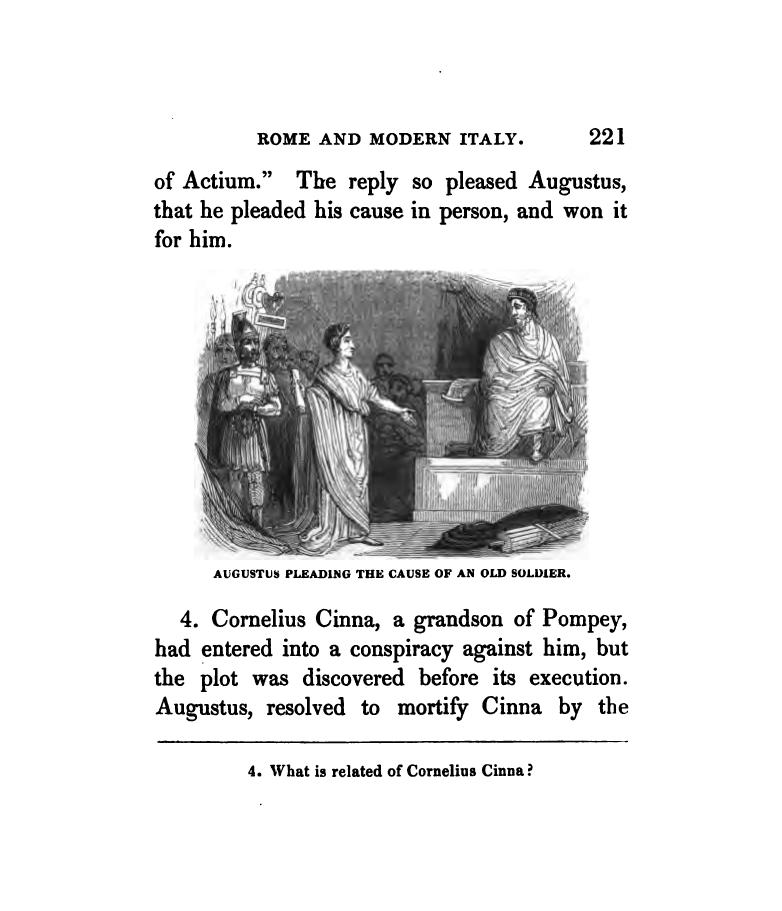 ROME AND MODERN ITALY. 221
of Actium.” The reply so pleased Augustus,
that he pleaded his cause in person, and won it
for him.
AUGUSTUS PLEADING THE CAUSE OF AN OLD SOLDIER.
4. Cornelius Cinna, a grandson of Pompey,
had entered into a conspiracy against him, but
the plot was discovered before its execution.
Augustus, resolved to mortify Cinna by the
4. What is related of Cornelius Cinna?